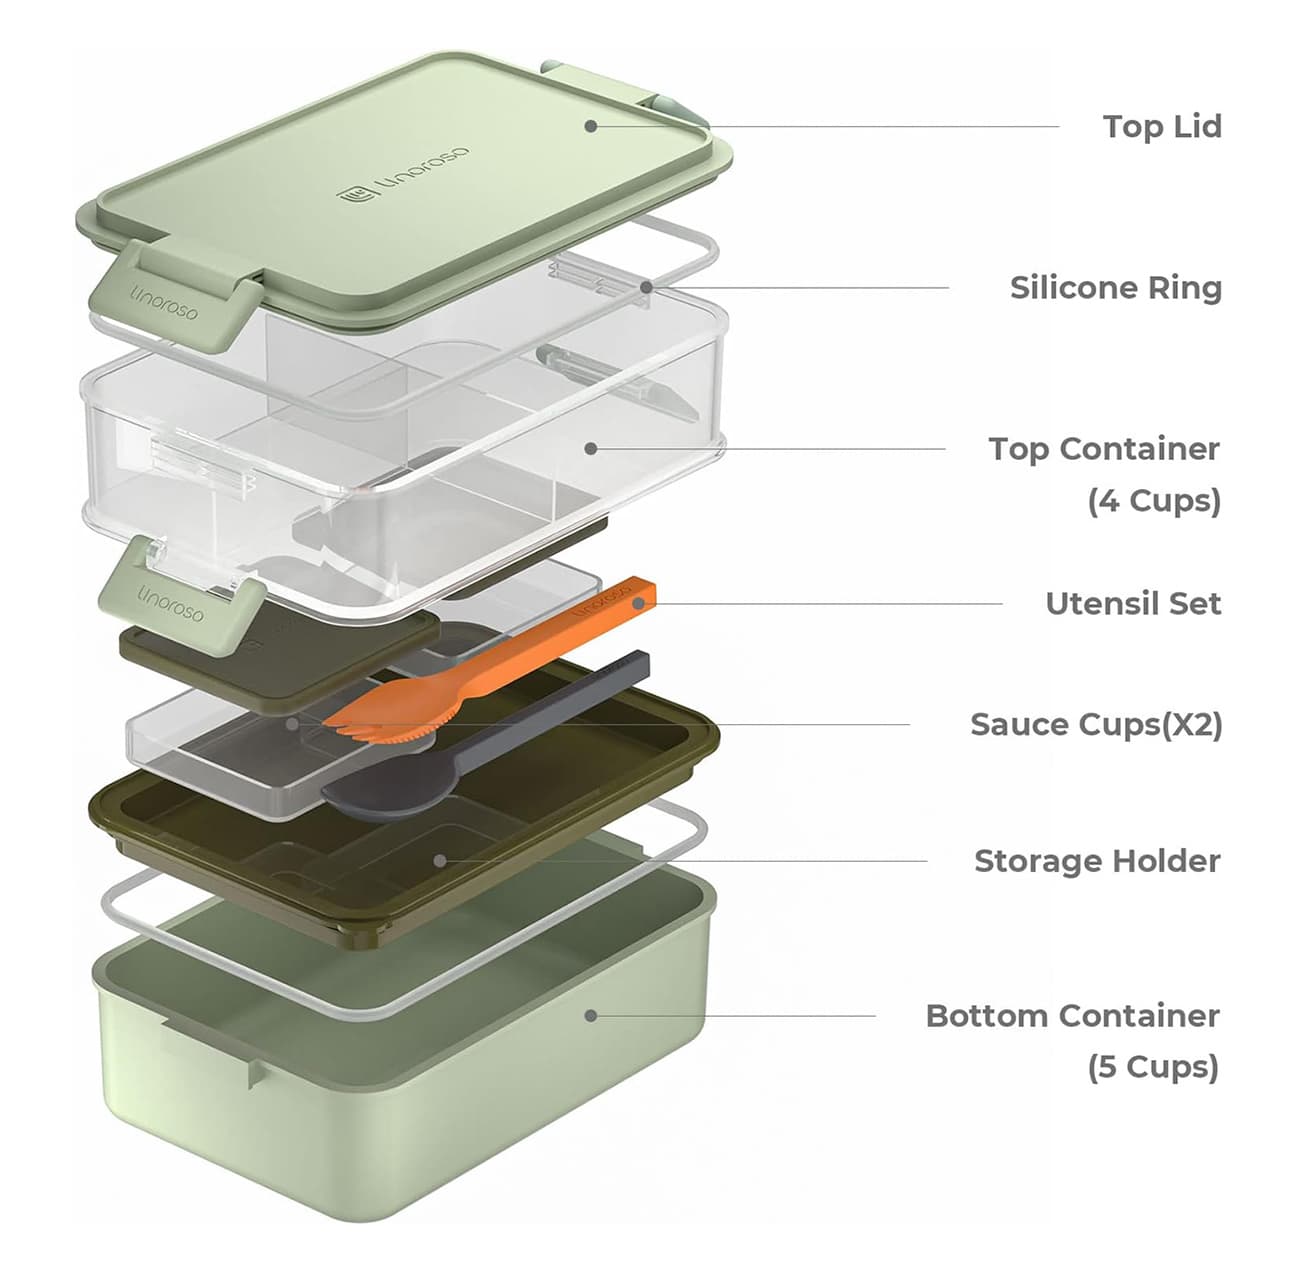 Top Lid
linoroso
Silicone Ring
linoroso
Top Container
(4 Cups)
linoroso
Utensil Set
linoroso
Sauce Cups(X2)
Storage Holder
Bottom Container
(5 Cups)